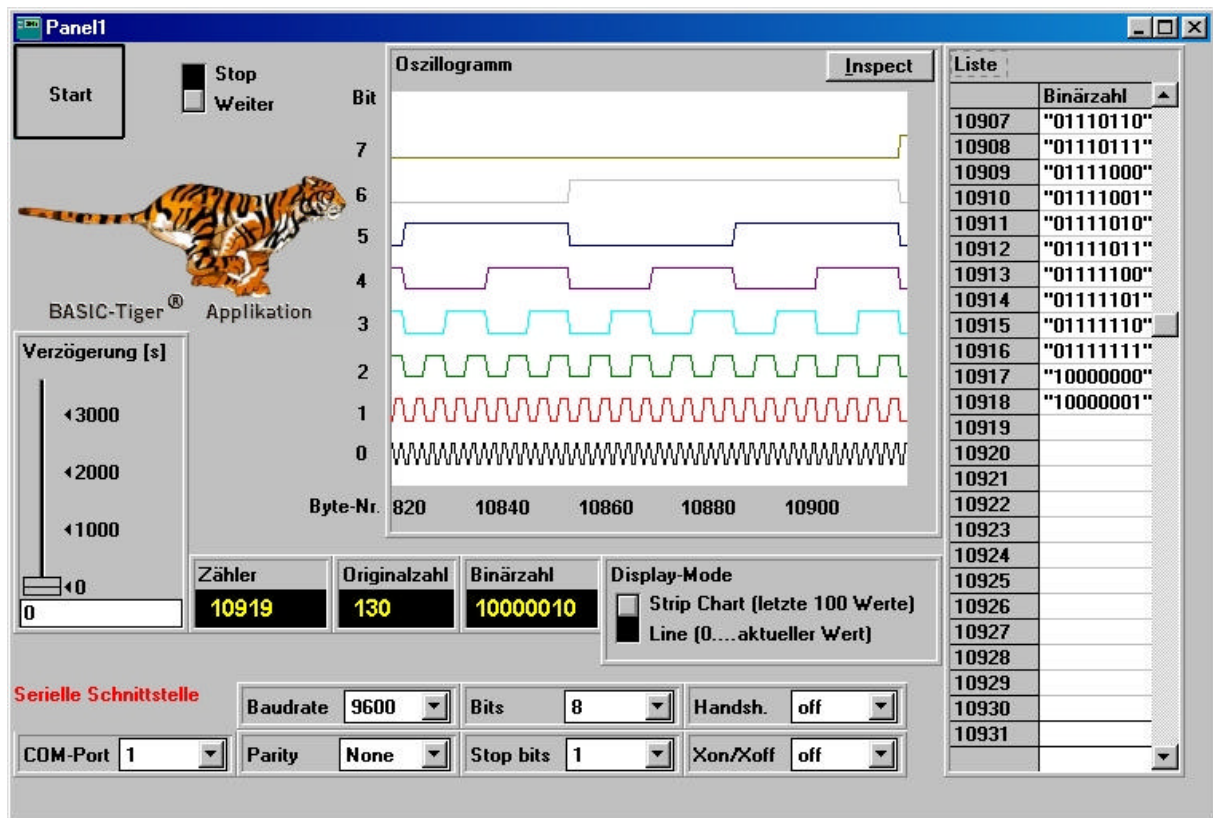 Panel1
Start
Stop
Weiter
BASIC-Tiger® Applikation
Verzögerung [s]
3000
2000
1000
0
0
Oszillogramm
Inspect
Bit
7
6
5
4
3
2
1
0
Byte-Nr. 820 10840 10860 10880 10900
Zähler
10919
Originalzahl
130
Binärzahl
10000010
Display-Mode
Strip Chart (letzte 100 Werte)
Line (0....aktueller Wert)
Serielle Schnittstelle
Baudrate 9600
Bits 8
Handsh. off
COM-Port 1
Parity None
Stop bits 1
Xon/Xoff off
Liste
Binärzahl
10907 "01110110"
10908 "01110111"
10909 "01111000"
10910 "01111001"
10911 "01111010"
10912 "01111011"
10913 "01111100"
10914 "01111101"
10915 "01111110"
10916 "01111111"
10917 "10000000"
10918 "10000001"
10919
10920
10921
10922
10923
10924
10925
10926
10927
10928
10929
10930
10931